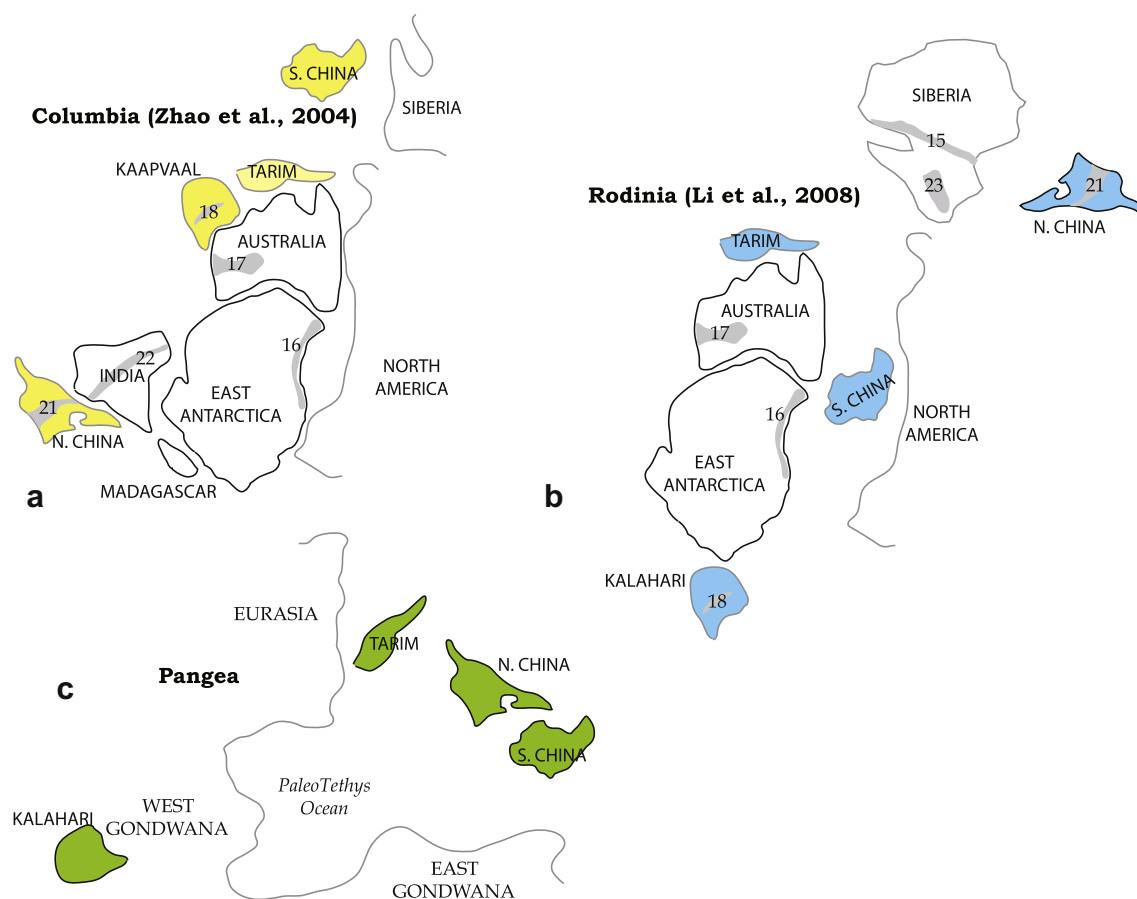 S. CHINA
SIBERIA
Columbia (Zhao et al., 2004)
KAAPVAAL
TARIM
18
AUSTRALIA
17
16
22
INDIA
EAST
ANTARCTICA
NORTH
AMERICA
21
N. CHINA
MADAGASCAR
a
SIBERIA
15
23
21
Rodinia (Li et al., 2008)
N. CHINA
TARIM
AUSTRALIA
17
S. CHINA
16
NORTH
AMERICA
EAST
ANTARCTICA
b
KALAHARI
18
EURASIA
TARIM
N. CHINA
Pangea
c
S. CHINA
PaleoTethys
Ocean
KALAHARI
WEST
GONDWANA
EAST
GONDWANA